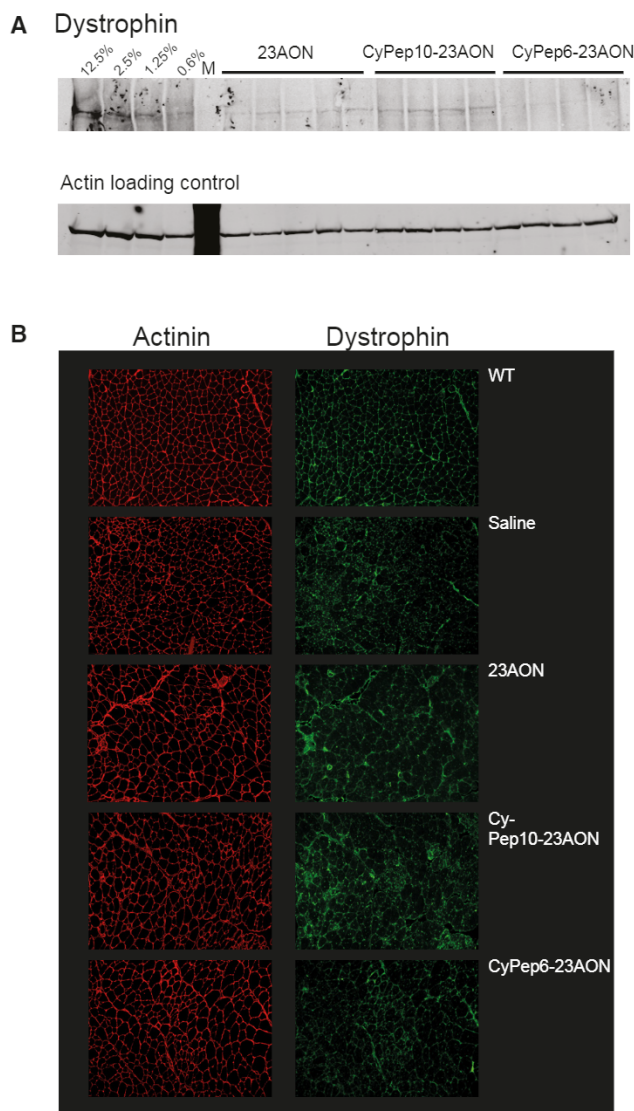 A
Dystrophin
12.5% 2.5% 1.25% 0.6% M 23AON CyPep10-23AON CyPep6-23AON
Actin loading control
B
Actinin Dystrophin
WT
Saline
23AON
Cy-
Pep10-23AON
CyPep6-23AON